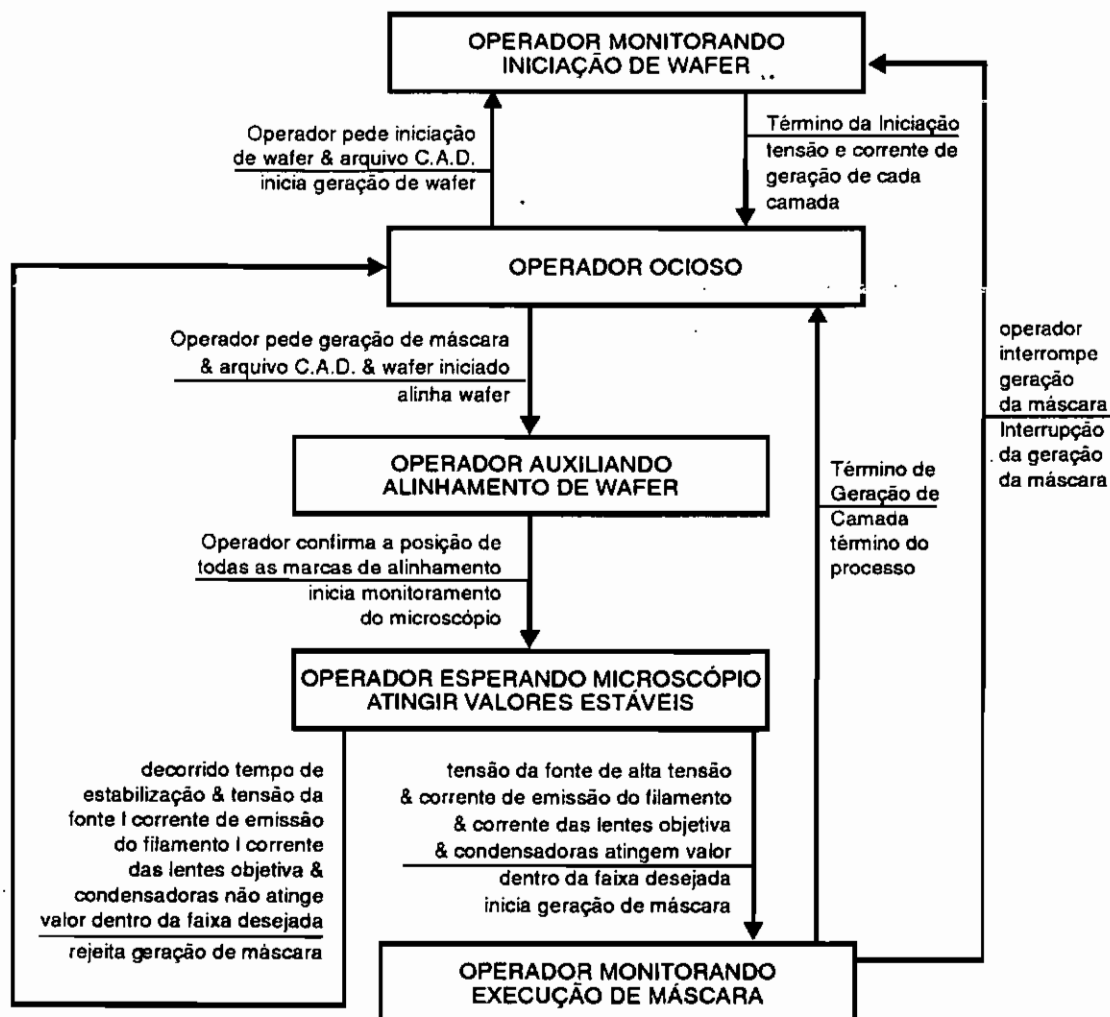 OPERADOR MONITORANDO
INICIAÇÃO DE WAFER
Operador pede iniciação
de wafer & arquivo C.A.D.
inicia geração de wafer
Término da Iniciação
tensão e corrente de
geração de cada
camada
OPERADOR OCIOSO
Operador pede geração de máscara
& arquivo C.A.D. & wafer iniciado
alinha wafer
operador
interrompe
geração
da máscara
Interrupção
da geração
da máscara
OPERADOR AUXILIANDO
ALINHAMENTO DE WAFER
Término de
Geração de
Camada
término do
processo
Operador confirma a posição de
todas as marcas de alinhamento
inicia monitoramento
do microscópio
OPERADOR ESPERANDO MICROSCÓPIO
ATINGIR VALORES ESTÁVEIS
decorrido tempo de
estabilização & tensão da
fonte I corrente de emissão
do filamento I corrente
das lentes objetiva &
condensadoras não atinge
valor dentro da faixa desejada
rejeita geração de máscara
tensão da fonte de alta tensão
& corrente de emissão do filamento
& corrente das lentes objetiva
& condensadoras atingem valor
dentro da faixa desejada
inicia geração de máscara
OPERADOR MONITORANDO
EXECUÇÃO DE MÁSCARA